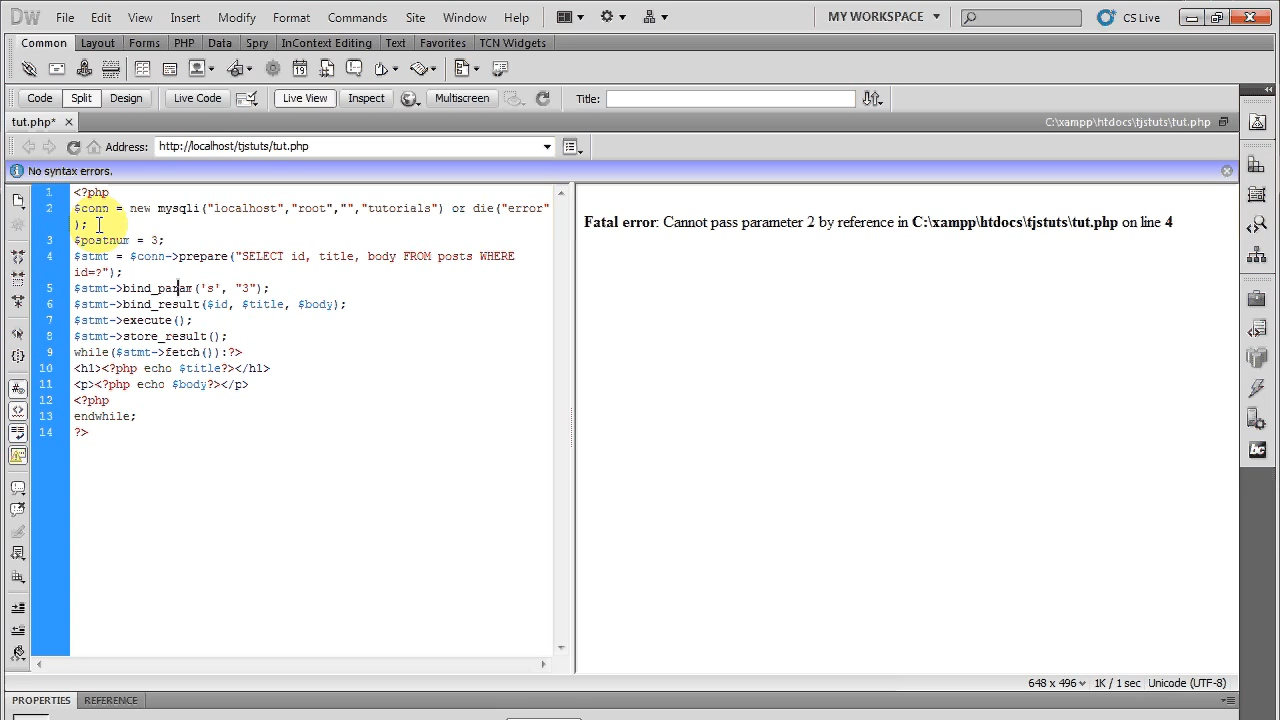 DW File Edit View Insert Modify Format Commands Site Window Help MY WORKSPACE CS Live
Common Layout Forms PHP Data Spry InContext Editing Text Favorites TCN Widgets
Code Split Design Live Code Live View Inspect Multiscreen Title:
tut.php* C:\xampp\htdocs\tjstuts\tut.php
Address: http://localhost/tjstuts/tut.php
No syntax errors.
1 <?php
2 $conn = new mysqli("localhost","root","","tutorials") or die("error"
);
3 $postnum = 3;
4 $stmt = $conn->prepare("SELECT id, title, body FROM posts WHERE
id=?");
5 $stmt->bind_param('s', "3");
6 $stmt->bind_result($id, $title, $body);
7 $stmt->execute();
8 $stmt->store_result();
9 while($stmt->fetch()):?>
10 <h1><?php echo $title?></h1>
11 <p><?php echo $body?></p>
12 <?php
13 endwhile;
14 ?>
Fatal error: Cannot pass parameter 2 by reference in C:\xampp\htdocs\tjstuts\tut.php on line 4
648 x 496 1K / 1 sec Unicode (UTF-8)
PROPERTIES REFERENCE